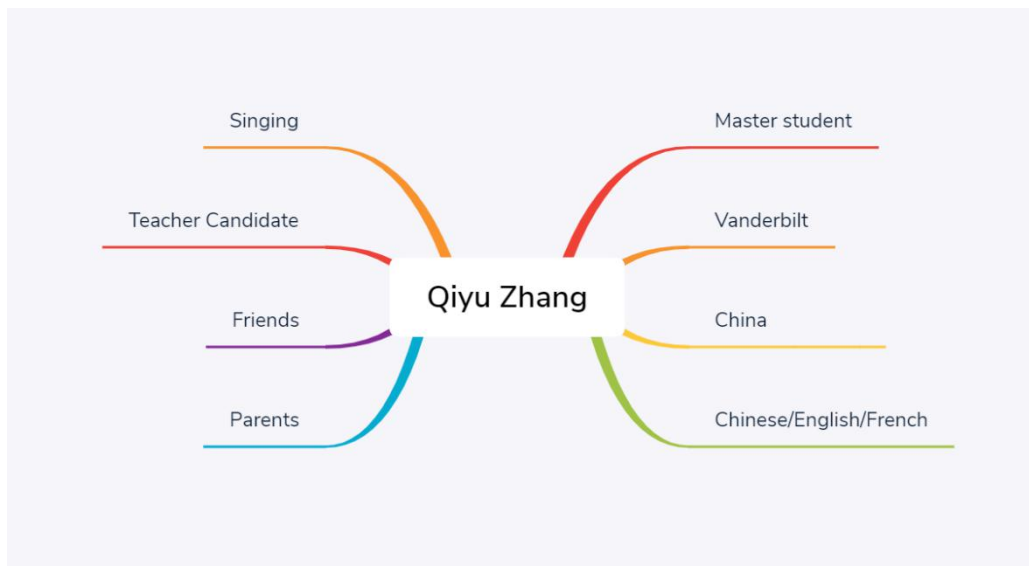 Singing
Master student
Teacher Candidate
Vanderbilt
Qiyu Zhang
Friends
China
Parents
Chinese/English/French